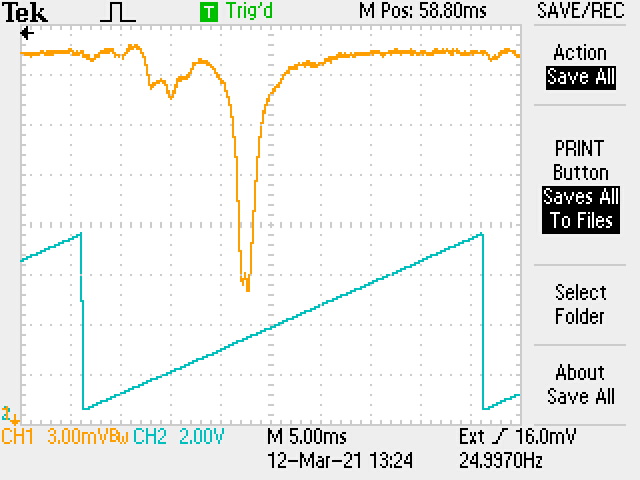 Tek
T Trig'd
M Pos: 58.80ms
SAVE/REC
Action
Save All
PRINT
Button
Saves All
To Files
Select
Folder
About
Save All
CH1 3.00mVBw
CH2 2.00V
M 5.00ms
Ext 16.0mV
12-Mar-21 13:24
24.9970Hz